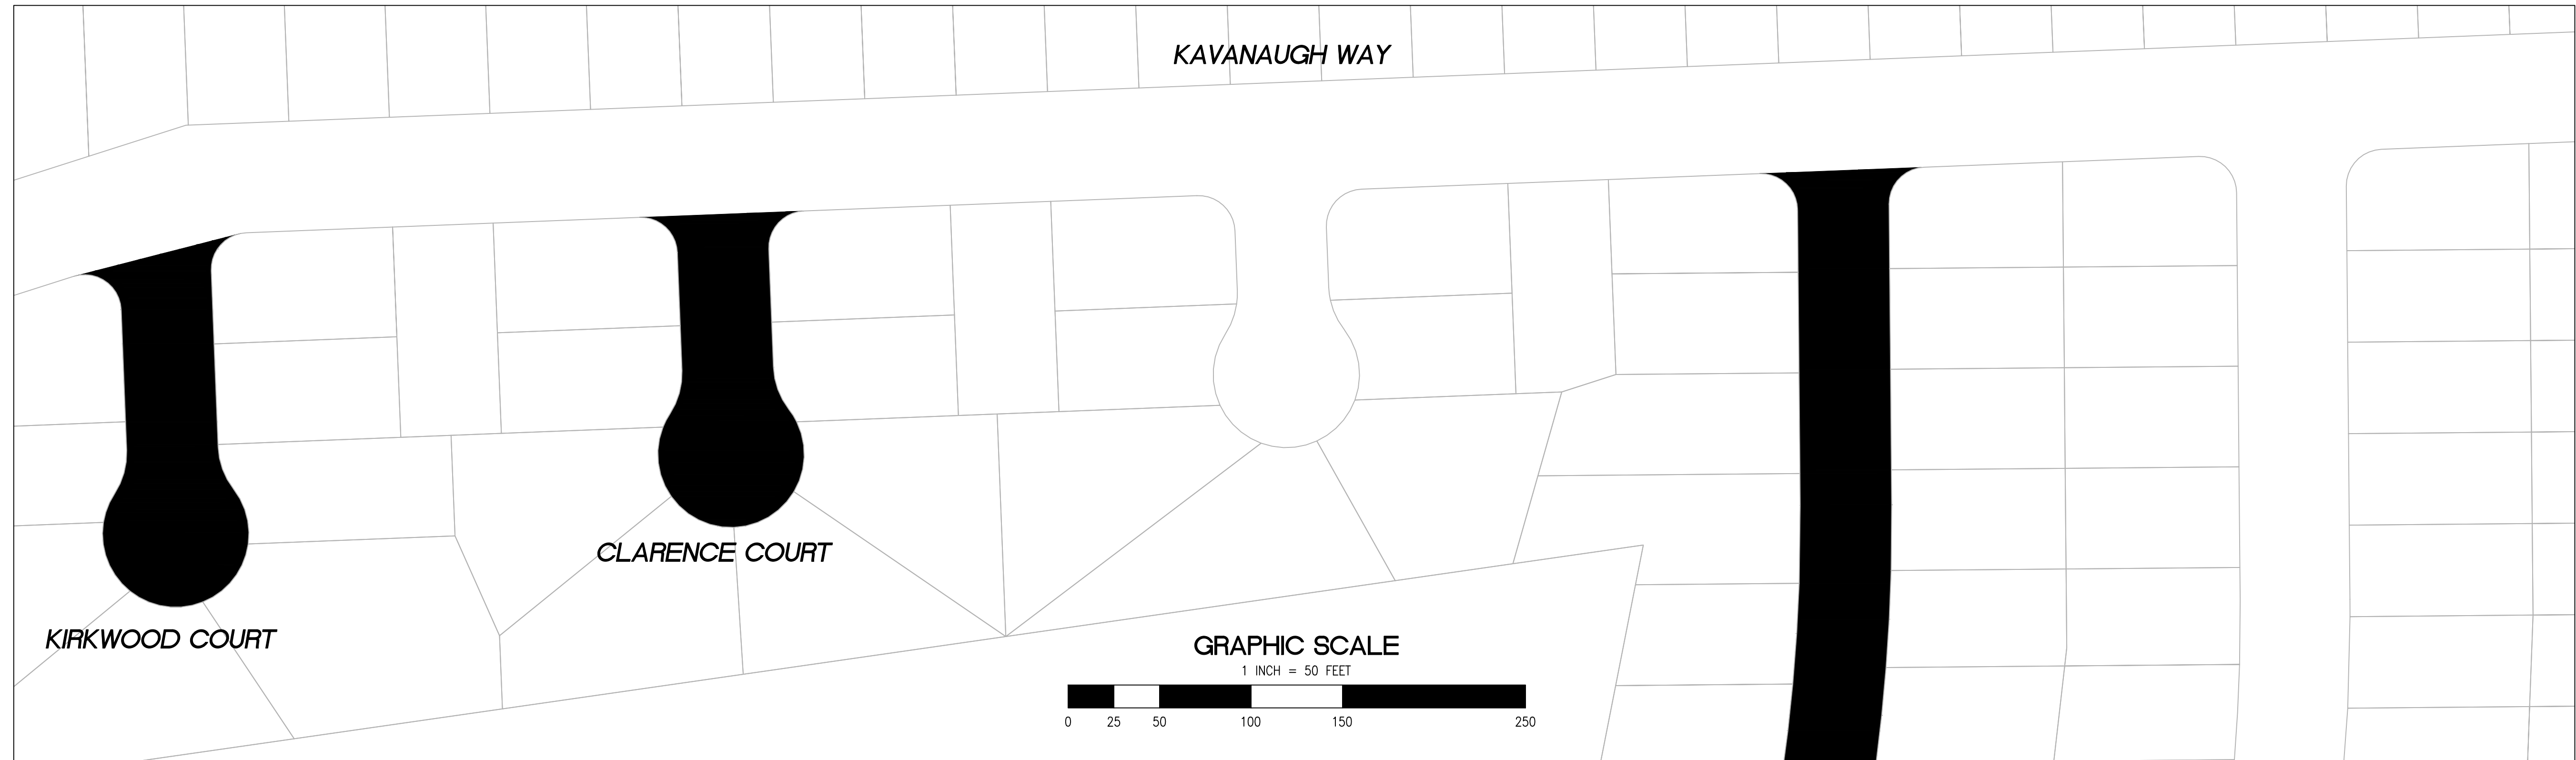 KAVANAUGH WAY
CLARENCE COURT
KIRKWOOD COURT
GRAPHIC SCALE
1 INCH = 50 FEET
0 25 50 100 150 250